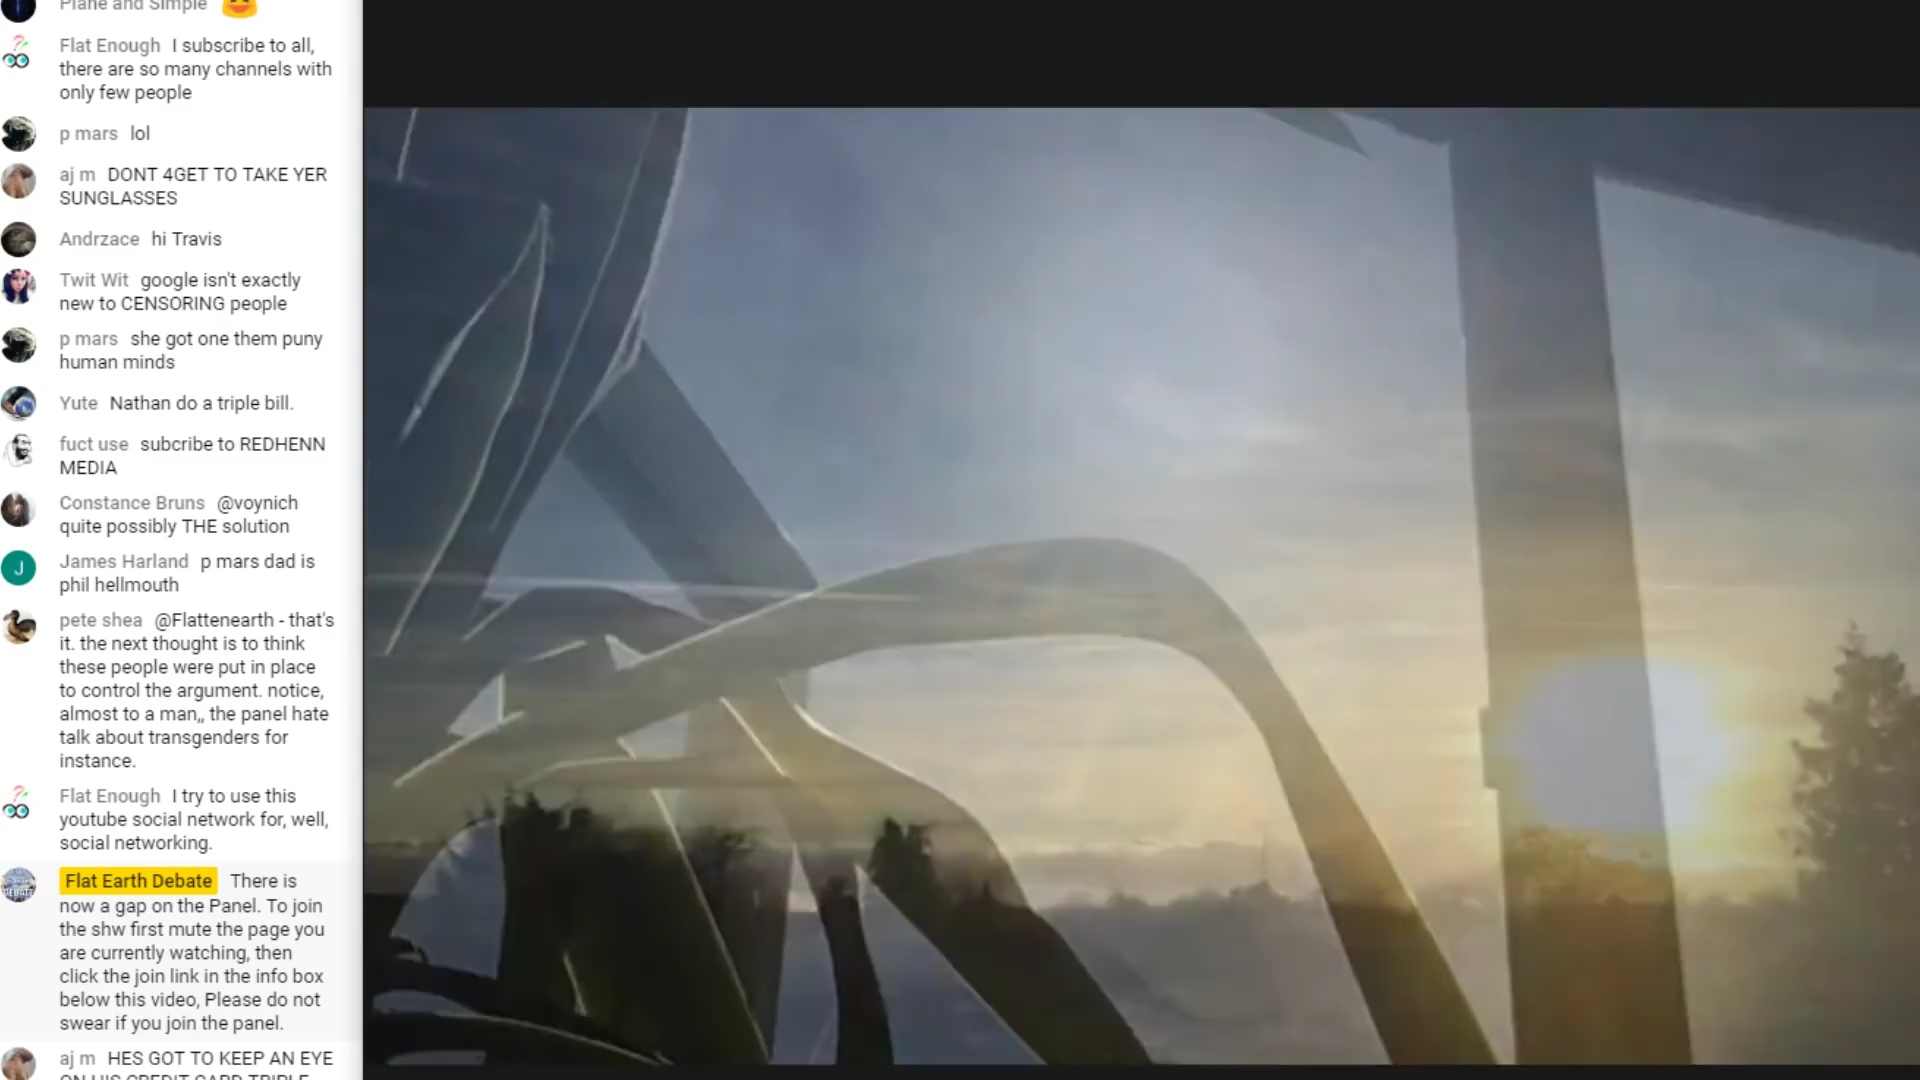 Plane and Simple
Flat Enough I subscribe to all,
there are so many channels with
only few people
p mars lol
aj m DONT 4GET TO TAKE YER
SUNGLASSES
Andrzace hi Travis
Twit Wit google isn't exactly
new to CENSORING people
p mars she got one them puny
human minds
Yute Nathan do a triple bill.
fuct use subcribe to REDHENN
MEDIA
Constance Bruns @voynich
quite possibly THE solution
J
James Harland p mars dad is
phil hellmouth
pete shea @Flattenearth - that's
it. the next thought is to think
these people were put in place
to control the argument. notice,
almost to a man,, the panel hate
talk about transgenders for
instance.
Flat Enough I try to use this
youtube social network for, well,
social networking.
Flat Earth Debate There is
now a gap on the Panel. To join
the shw first mute the page you
are currently watching, then
click the join link in the info box
below this video, Please do not
swear if you join the panel.
aj m HES GOT TO KEEP AN EYE
ON HIS CREDIT CARD TRIPLE